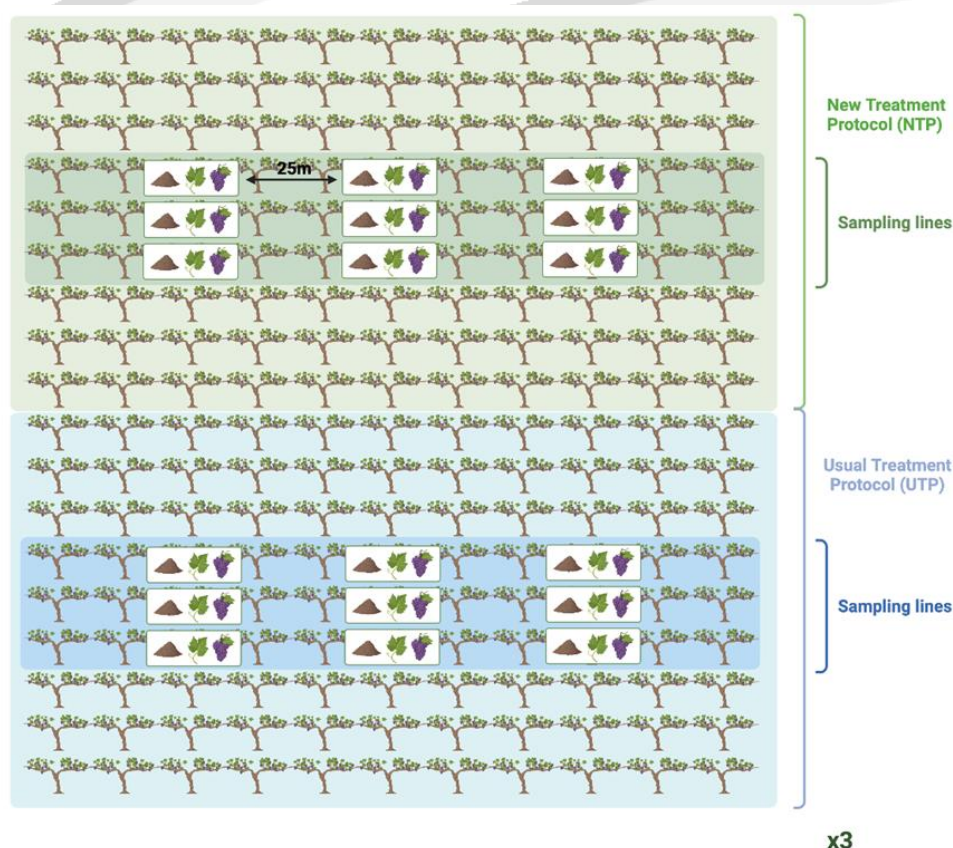 New Treatment
Protocol (NTP)
25m
Sampling lines
Usual Treatment
Protocol (UTP)
Sampling lines
x3